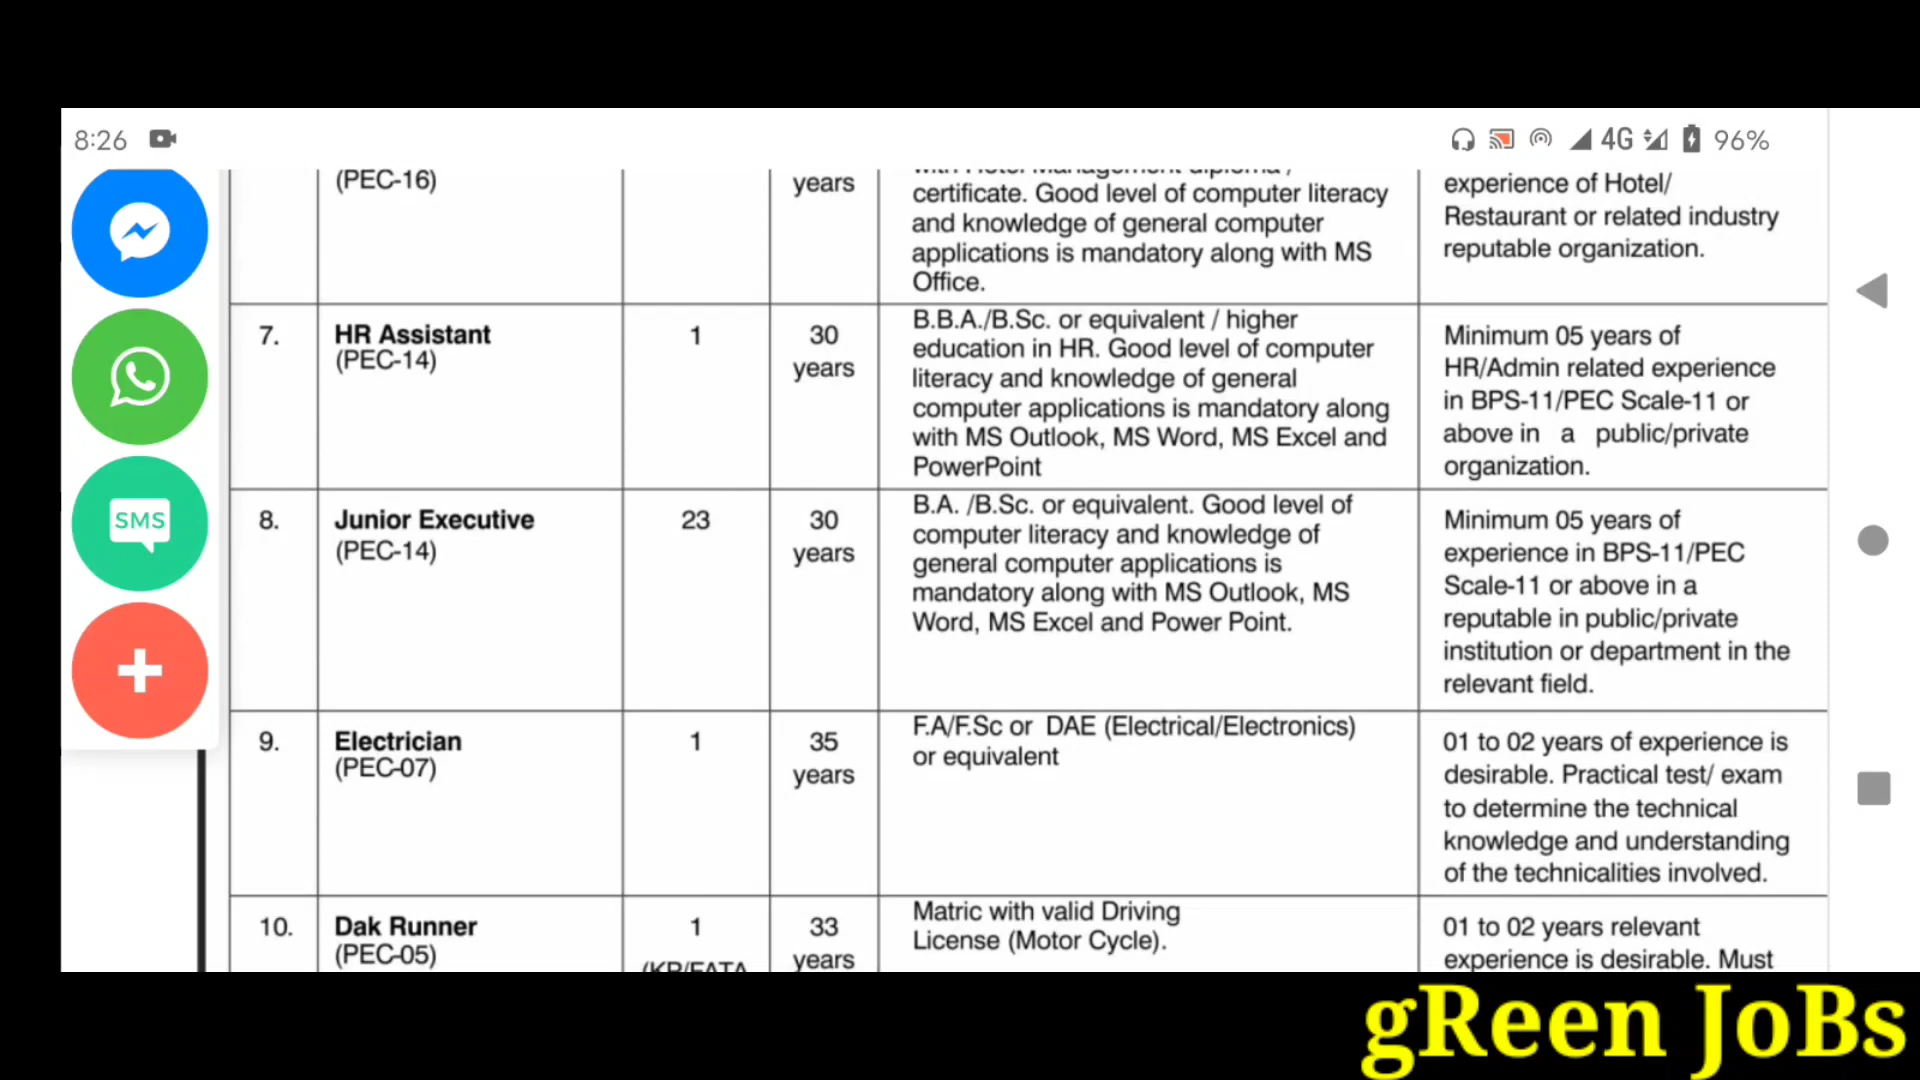 8:26
4G 96%
(PEC-16)
years
certificate. Good level of computer literacy
and knowledge of general computer
applications is mandatory along with MS
Office.
experience of Hotel/
Restaurant or related industry
reputable organization.
7.
HR Assistant
(PEC-14)
1
30
years
B.B.A./B.Sc. or equivalent / higher
education in HR. Good level of computer
literacy and knowledge of general
computer applications is mandatory along
with MS Outlook, MS Word, MS Excel and
PowerPoint
Minimum 05 years of
HR/Admin related experience
in BPS-11/PEC Scale-11 or
above in a public/private
organization.
8.
Junior Executive
(PEC-14)
23
30
years
B.A. /B.Sc. or equivalent. Good level of
computer literacy and knowledge of
general computer applications is
mandatory along with MS Outlook, MS
Word, MS Excel and Power Point.
Minimum 05 years of
experience in BPS-11/PEC
Scale-11 or above in a
reputable in public/private
institution or department in the
relevant field.
9.
Electrician
(PEC-07)
1
35
years
F.A/F.Sc or DAE (Electrical/Electronics)
or equivalent
01 to 02 years of experience is
desirable. Practical test/ exam
to determine the technical
knowledge and understanding
of the technicalities involved.
10.
Dak Runner
(PEC-05)
1
33
years
Matric with valid Driving
License (Motor Cycle).
01 to 02 years relevant
experience is desirable. Must
SMS
gReen JoBs